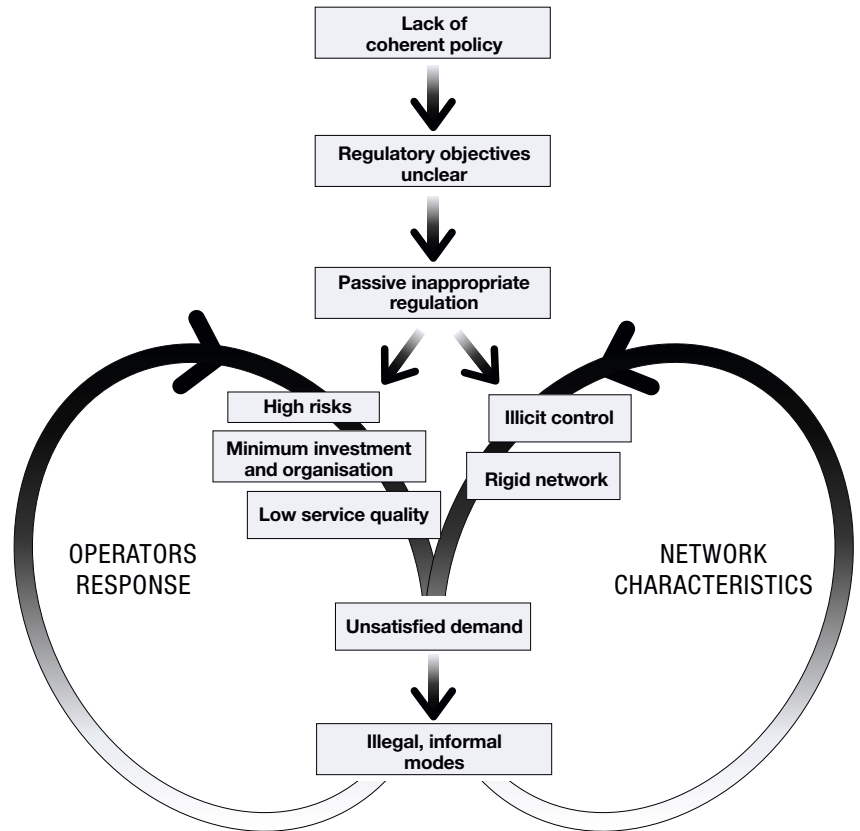 Lack of
coherent policy
Regulatory objectives
unclear
Passive inappropriate
regulation
High risks
Minimum investment
and organisation
Low service quality
Illicit control
Rigid network
OPERATORS
RESPONSE
NETWORK
CHARACTERISTICS
Unsatisfied demand
Illegal, informal
modes